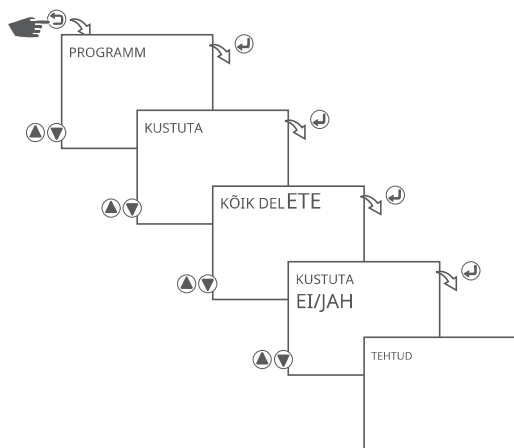 PROGRAMM
KUSTUTA
KÕIK DELETE
KUSTUTA
EI/JAH
TEHTUD